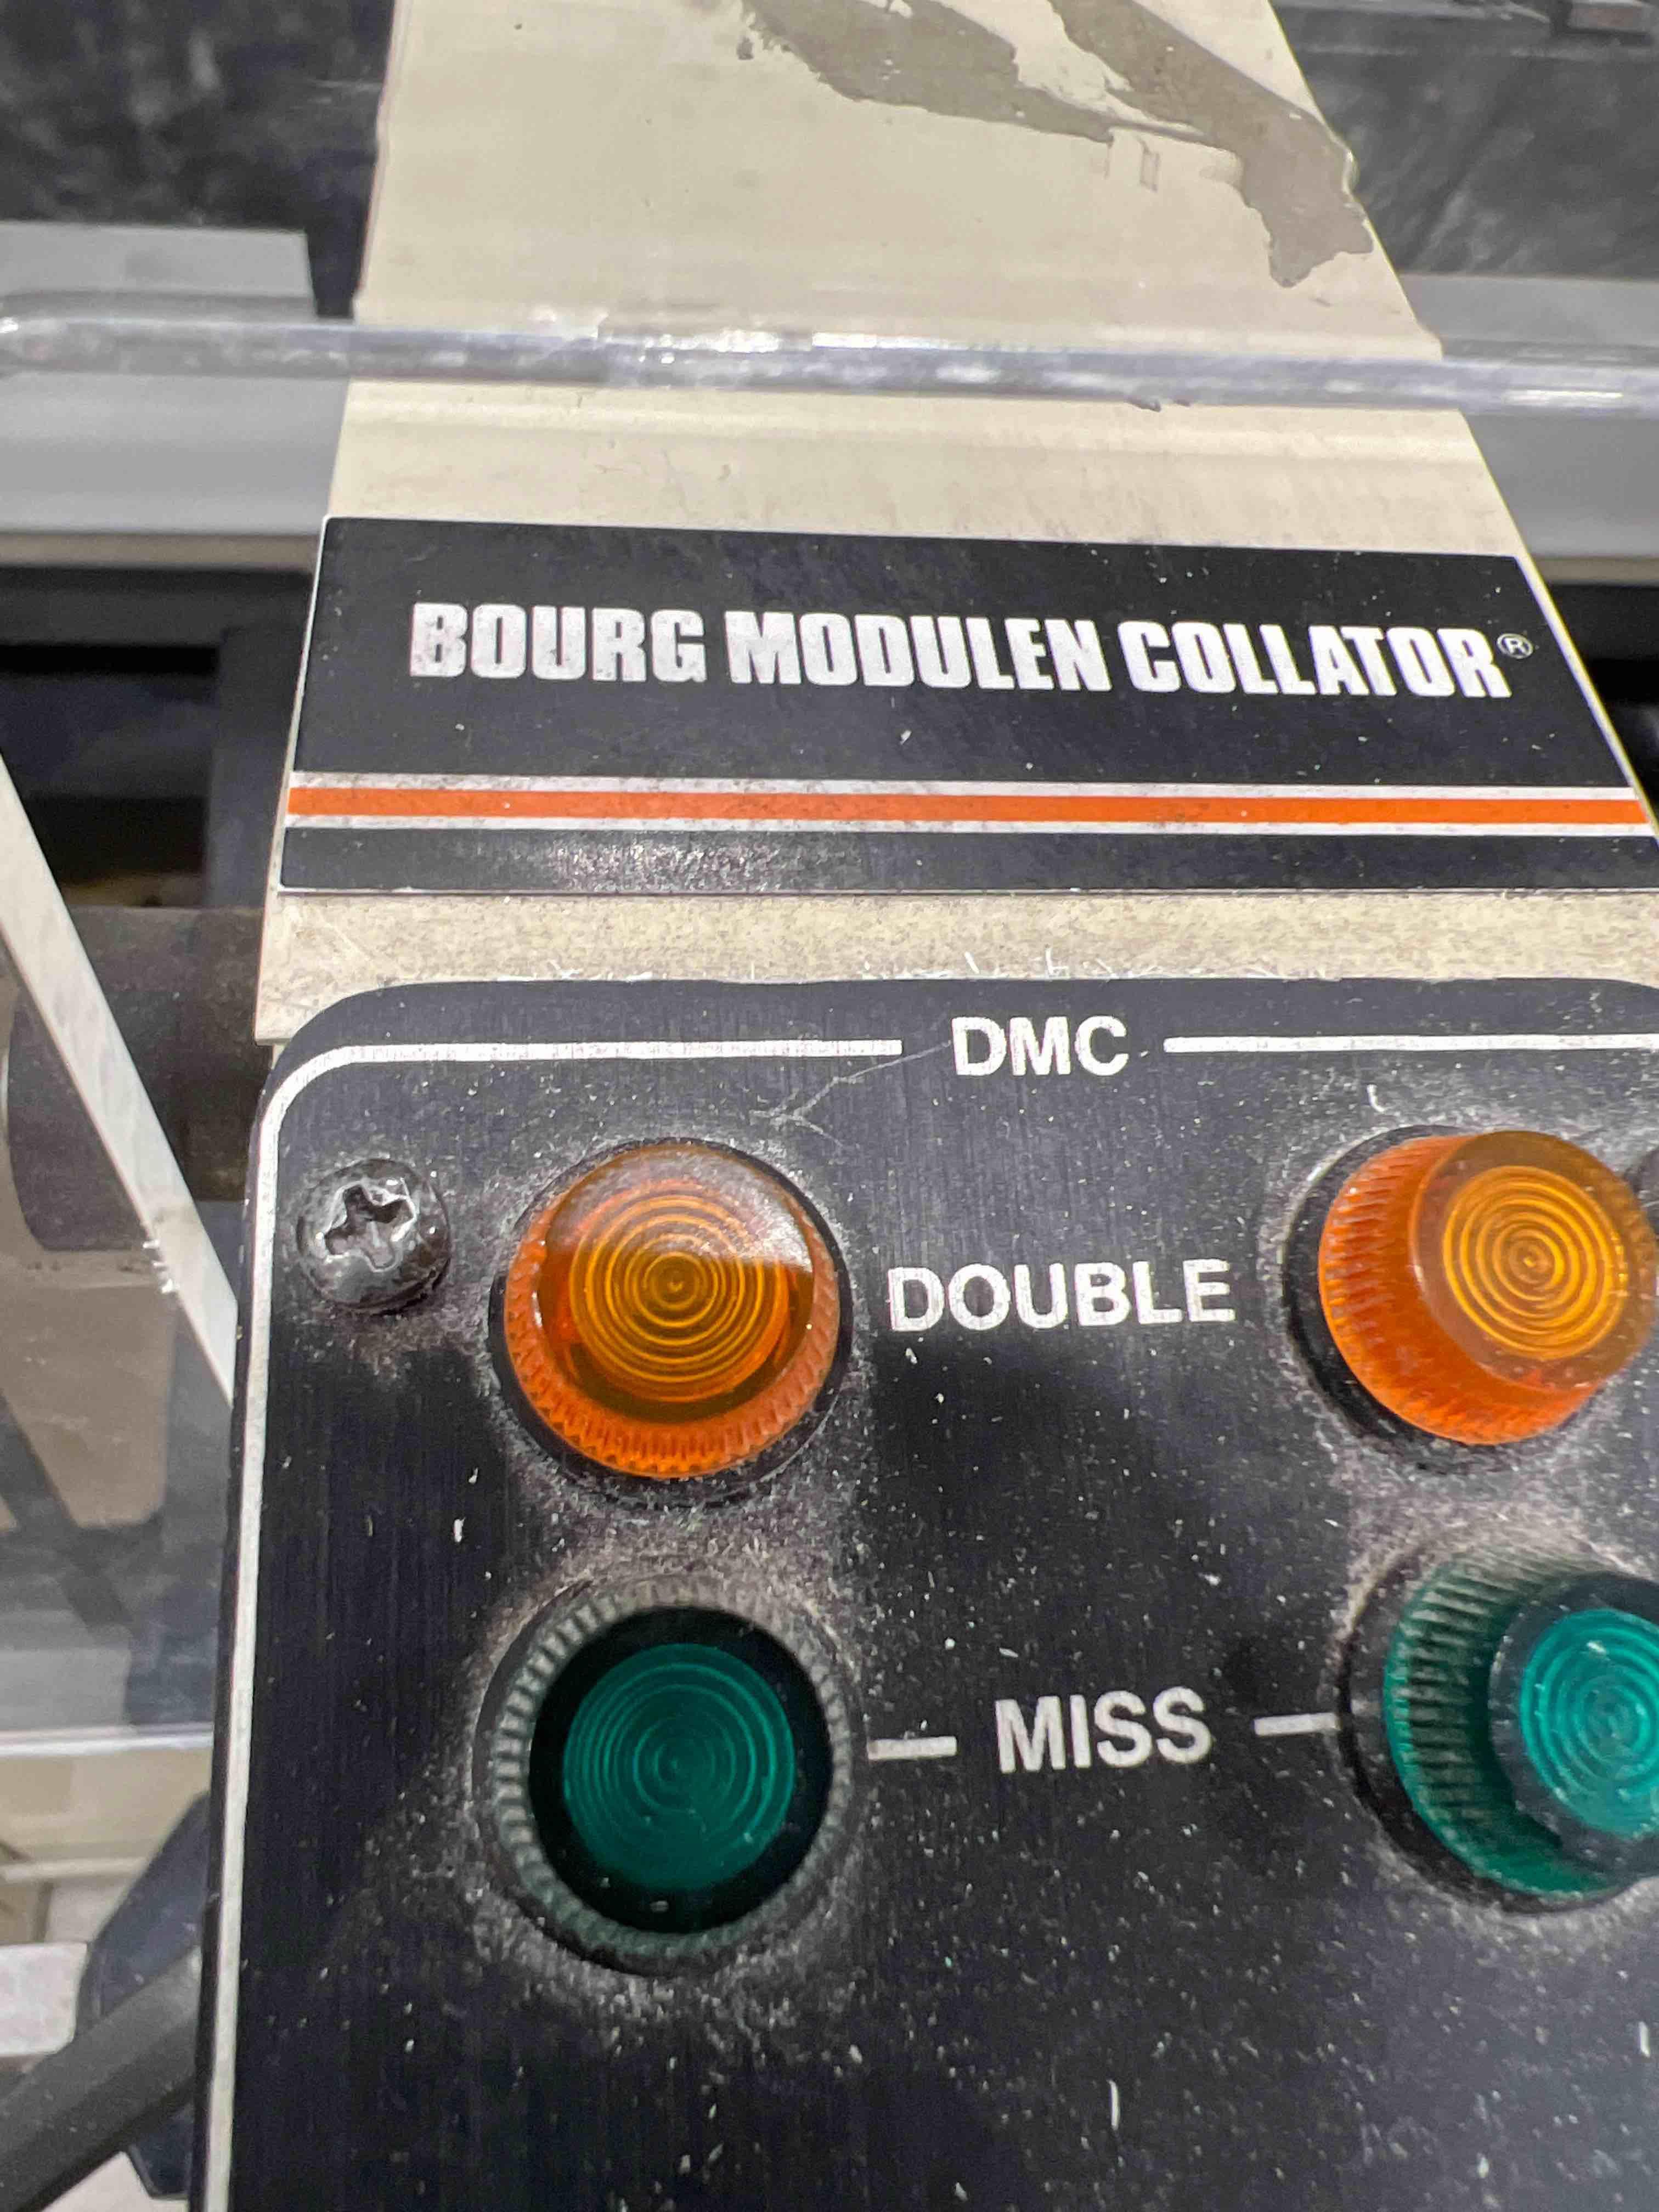 BOURG MODULEN COLLATOR®
DMC
DOUBLE
MISS